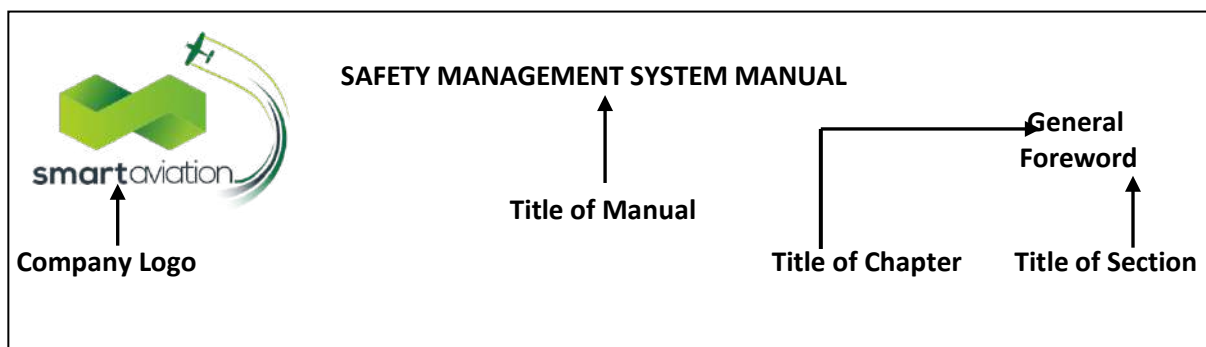 SAFETY MANAGEMENT SYSTEM MANUAL
General
Foreword
smartaviation
Title of Manual
Company Logo
Title of Chapter
Title of Section